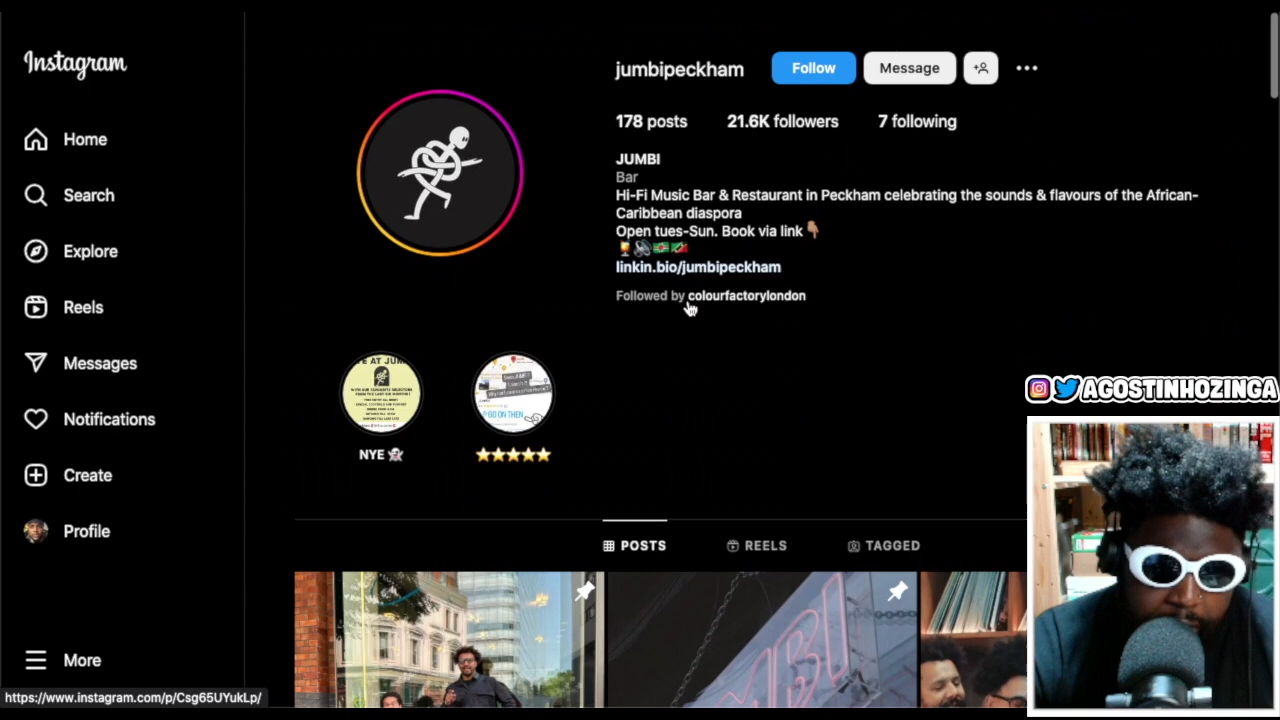 Instagram
Home
Search
Explore
Reels
Messages
Notifications
Create
Profile
More
jumbipeckham
Follow
Message
178 posts
21.6K followers
7 following
JUMBI
Bar
Hi-Fi Music Bar & Restaurant in Peckham celebrating the sounds & flavours of the African-
Caribbean diaspora
Open tues-Sun. Book via link
linkin.bio/jumbipeckham
Followed by colourfactorylondon
GO ON THEN
NYE
POSTS
REELS
TAGGED
AGOSTINHOZINGA
https://www.instagram.com/p/Csg65UYukLp/